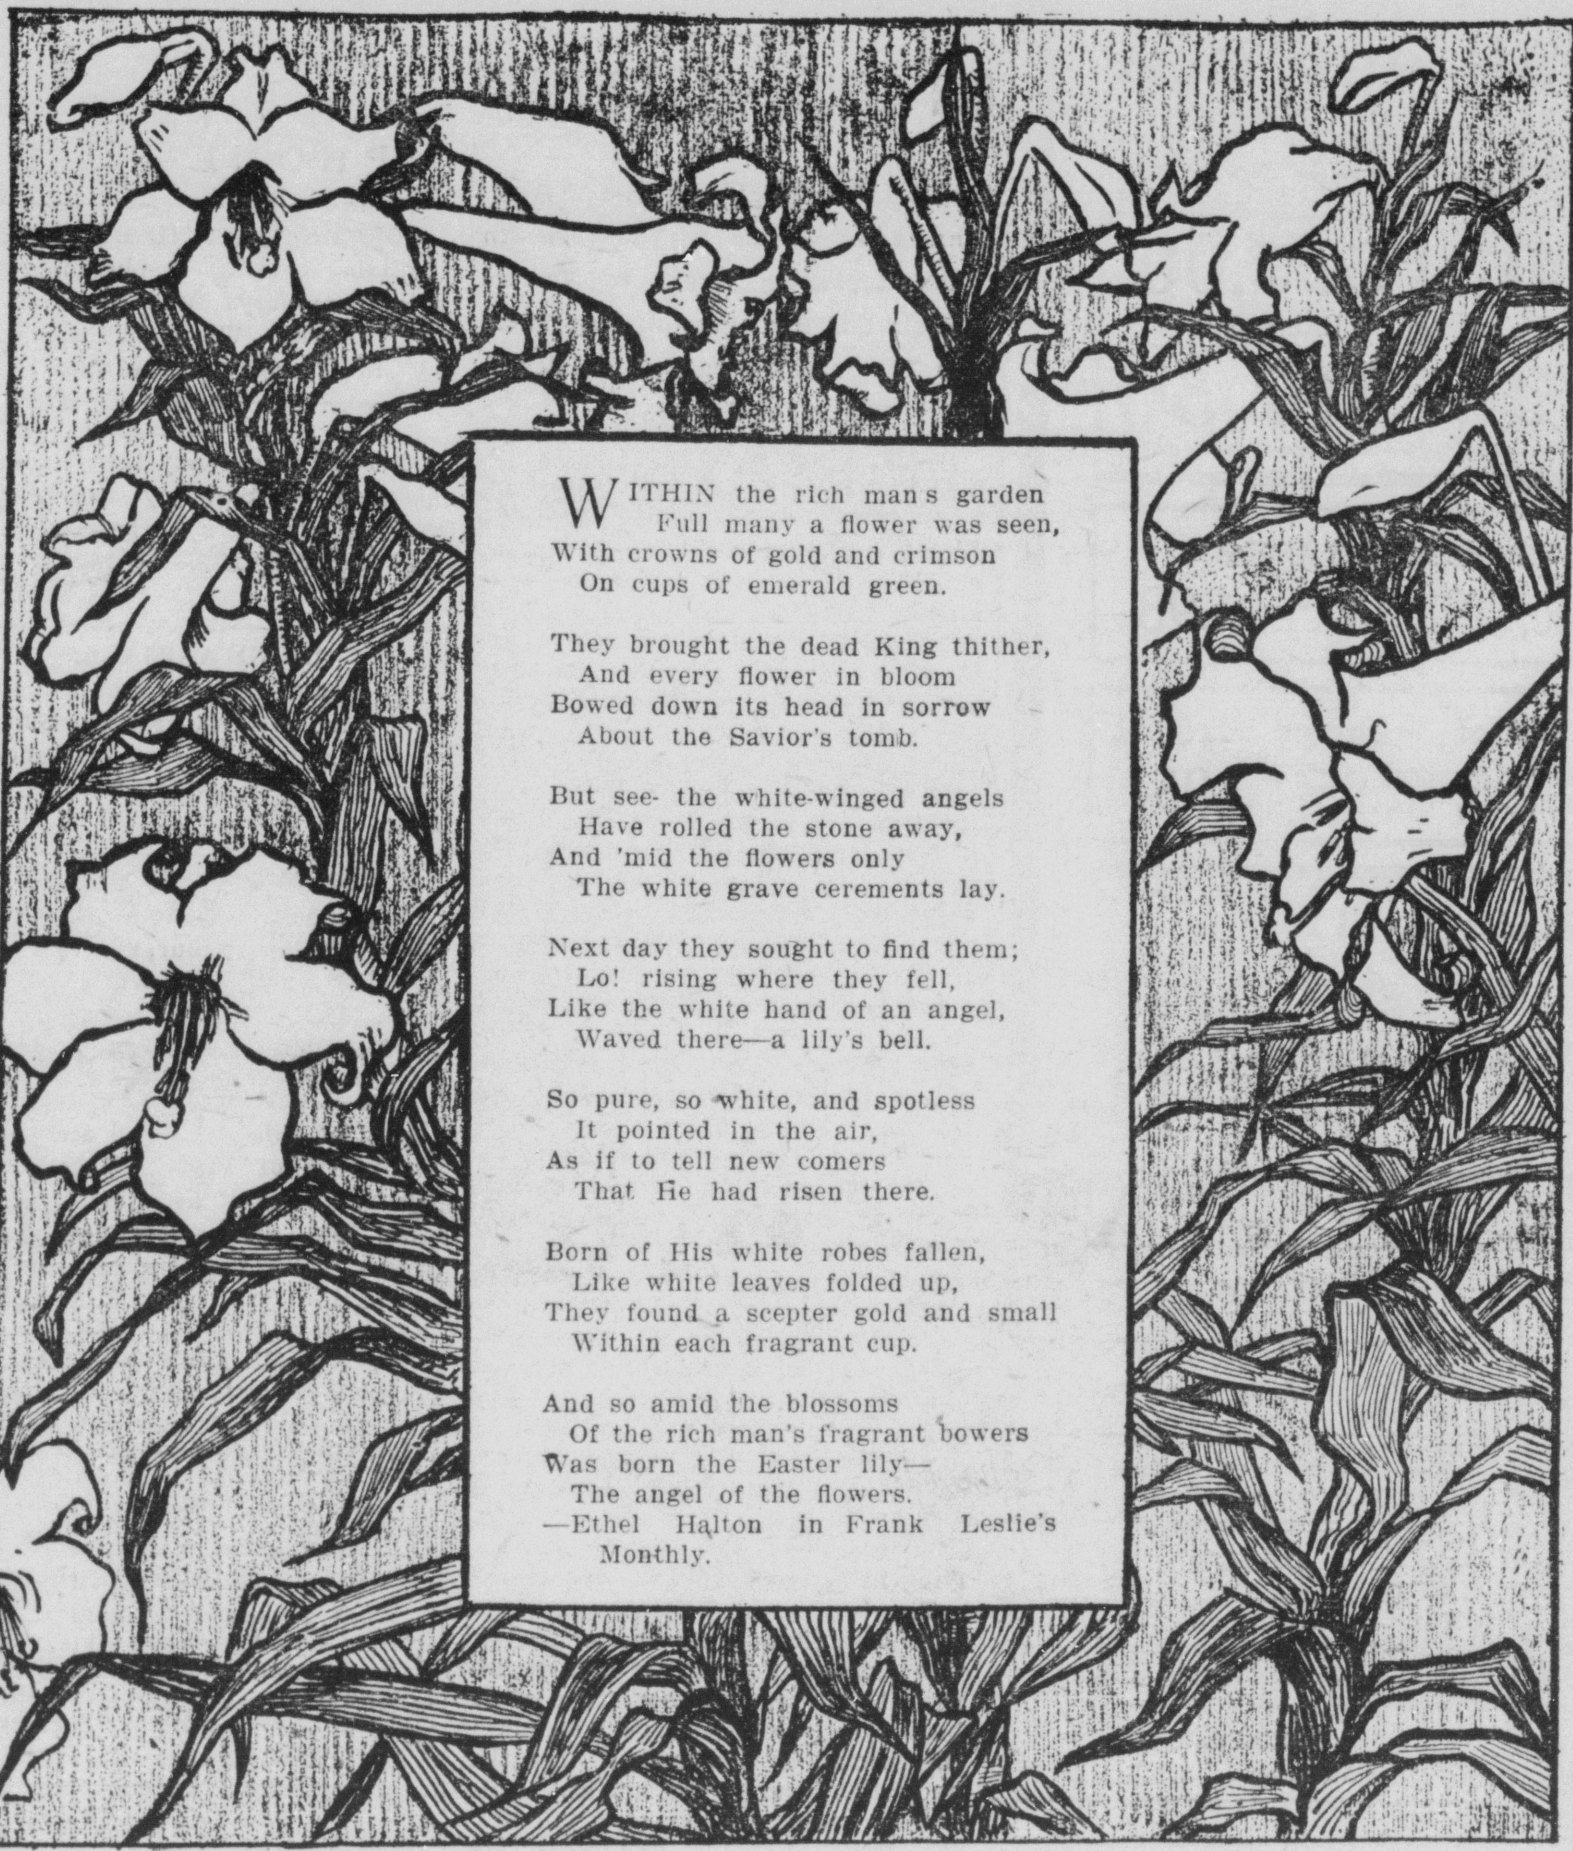 WITHIN the rich man s garden
Full many a flower was seen,
With crowns of gold and crimson
On cups of emerald green.
They brought the dead King thither,
And every flower in bloom
Bowed down its head in sorrow
About the Savior's tomb.
But see- the white-winged angels
Have rolled the stone away,
And 'mid the flowers only
The white grave cerements lay.
Next day they sought to find them;
Lo! rising where they fell,
Like the white hand of an angel,
Waved there—a lily's bell.
So pure, so white, and spotless
It pointed in the air,
As if to tell new comers
That He had risen there.
Born of His white robes fallen,
Like white leaves folded up,
They found a scepter gold and small
Within each fragrant cup.
And so amid the blossoms
Of the rich man's fragrant bowers
Was born the Easter lily—
The angel of the flowers.
—Ethel Halton in Frank Leslie's
Monthly.